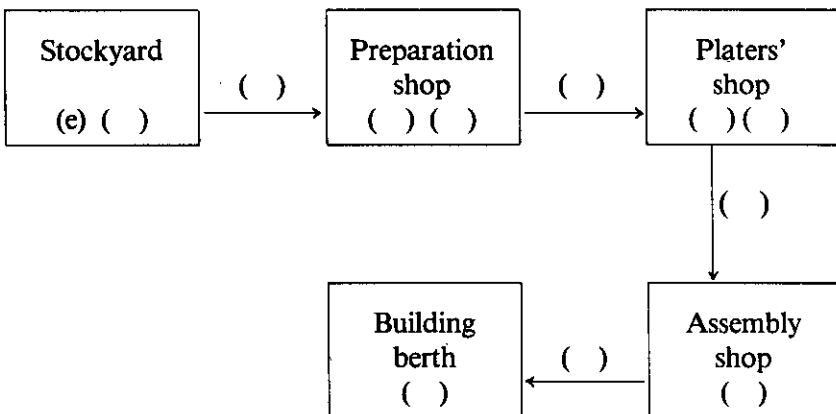 Stockyard
(e) ( )
( )
Preparation
shop
( ) ( )
( )
Platers’
shop
( ) ( )
( )
Assembly
shop
( )
( )
Building
berth
( )